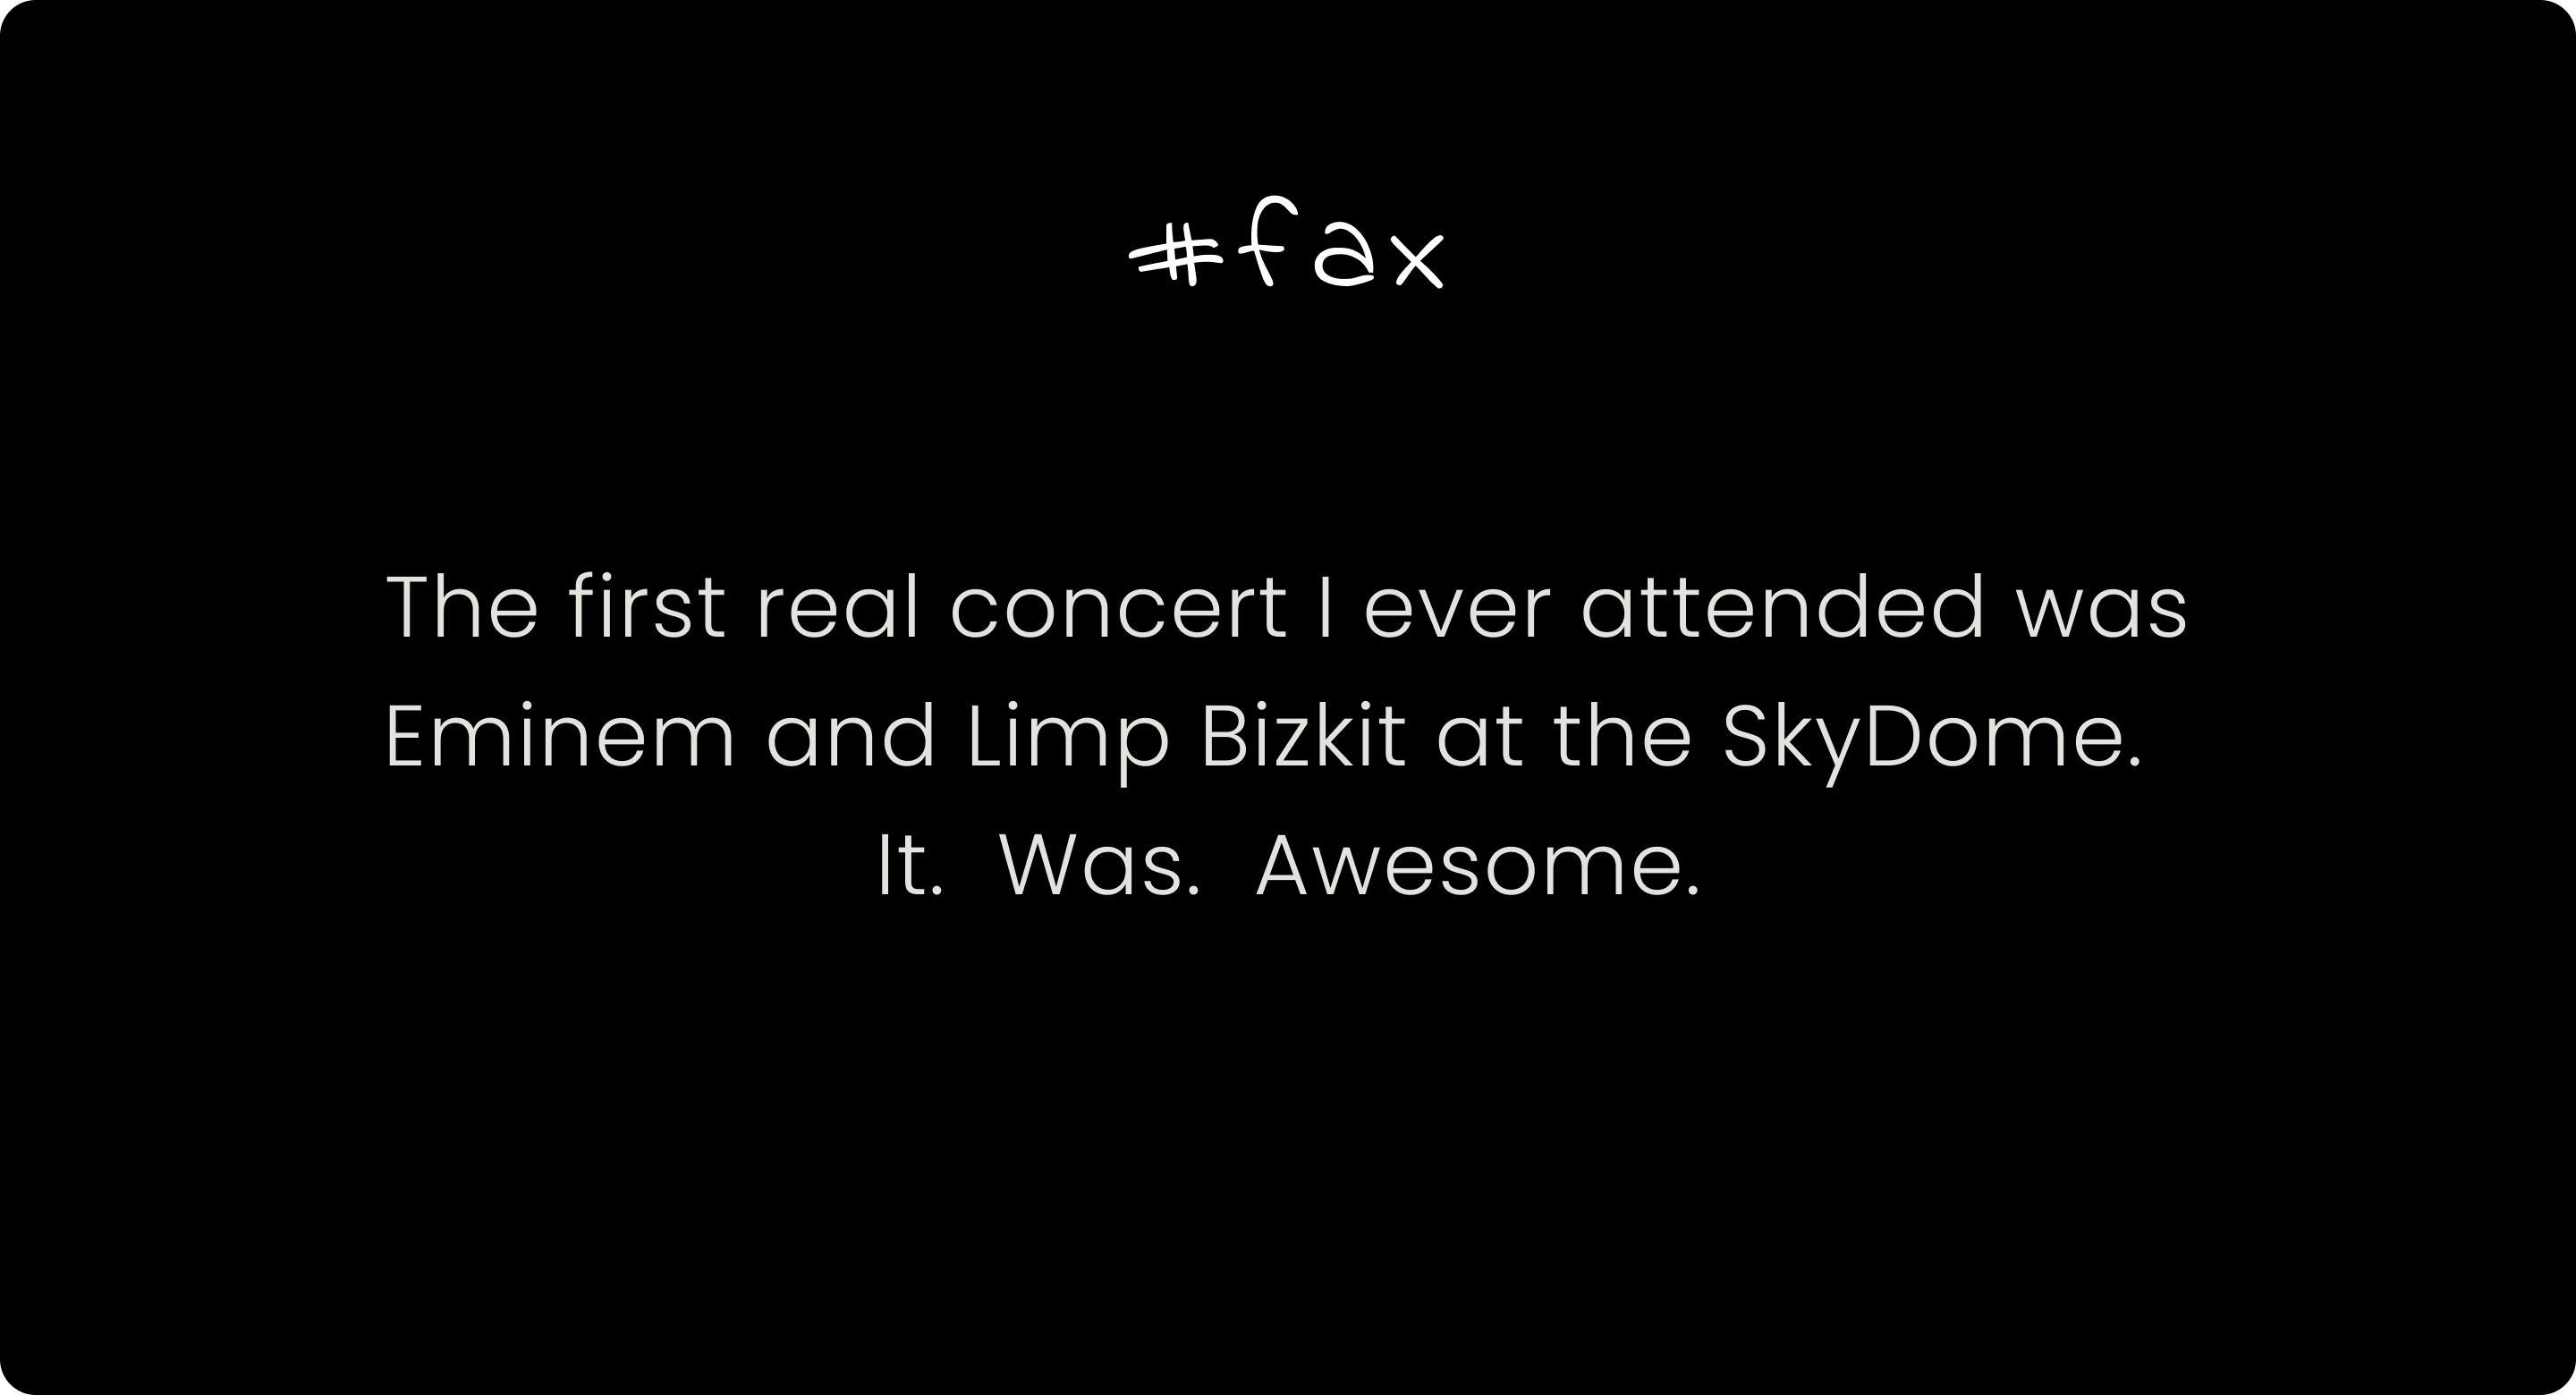 #fax
The first real concert I ever attended was
Eminem and Limp Bizkit at the SkyDome.
It. Was. Awesome.